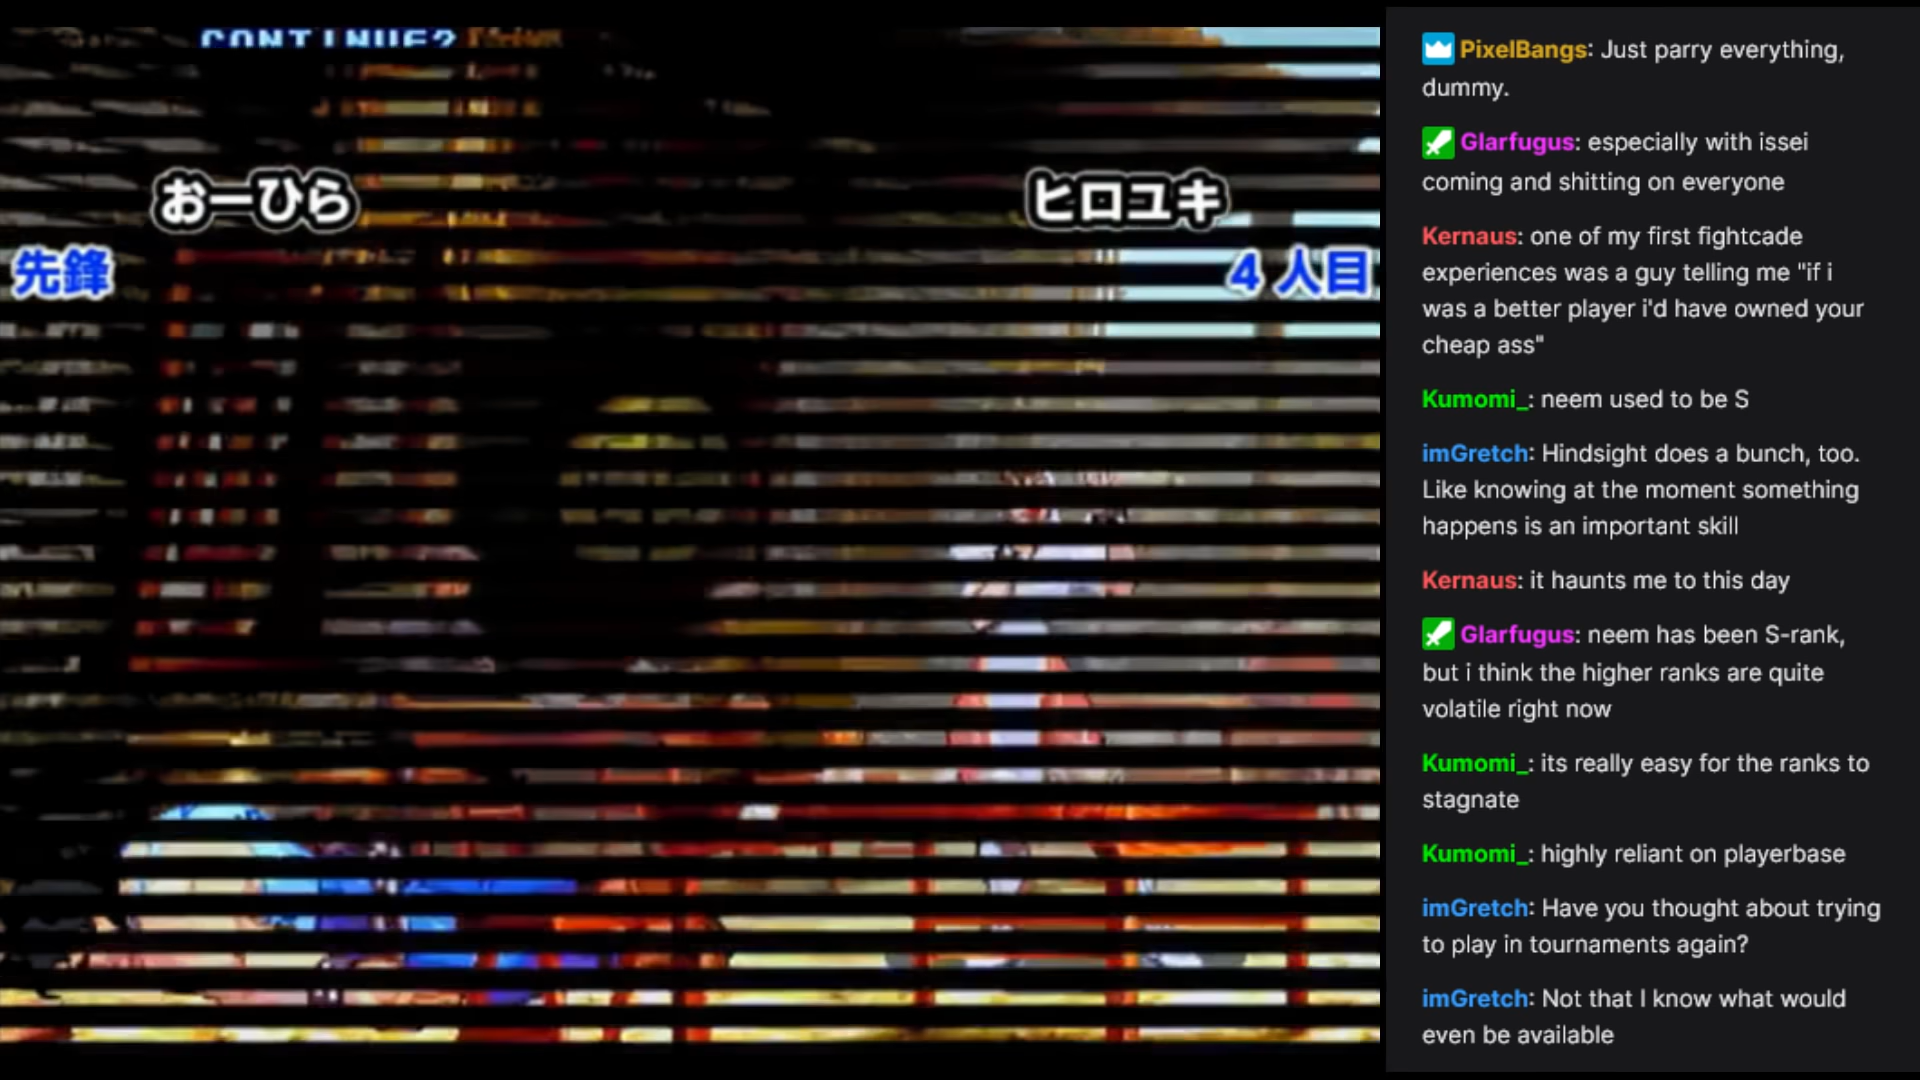 CONTINUE?
おーひら
ヒロユキ
先鋒
4人目
PixelBangs: Just parry everything,
dummy.
Glarfugus: especially with issei
coming and shitting on everyone
Kernaus: one of my first fightcade
experiences was a guy telling me "if i
was a better player i'd have owned your
cheap ass"
Kumomi_: neem used to be S
imGretch: Hindsight does a bunch, too.
Like knowing at the moment something
happens is an important skill
Kernaus: it haunts me to this day
Glarfugus: neem has been S-rank,
but i think the higher ranks are quite
volatile right now
Kumomi_: its really easy for the ranks to
stagnate
Kumomi_: highly reliant on playerbase
imGretch: Have you thought about trying
to play in tournaments again?
imGretch: Not that I know what would
even be available